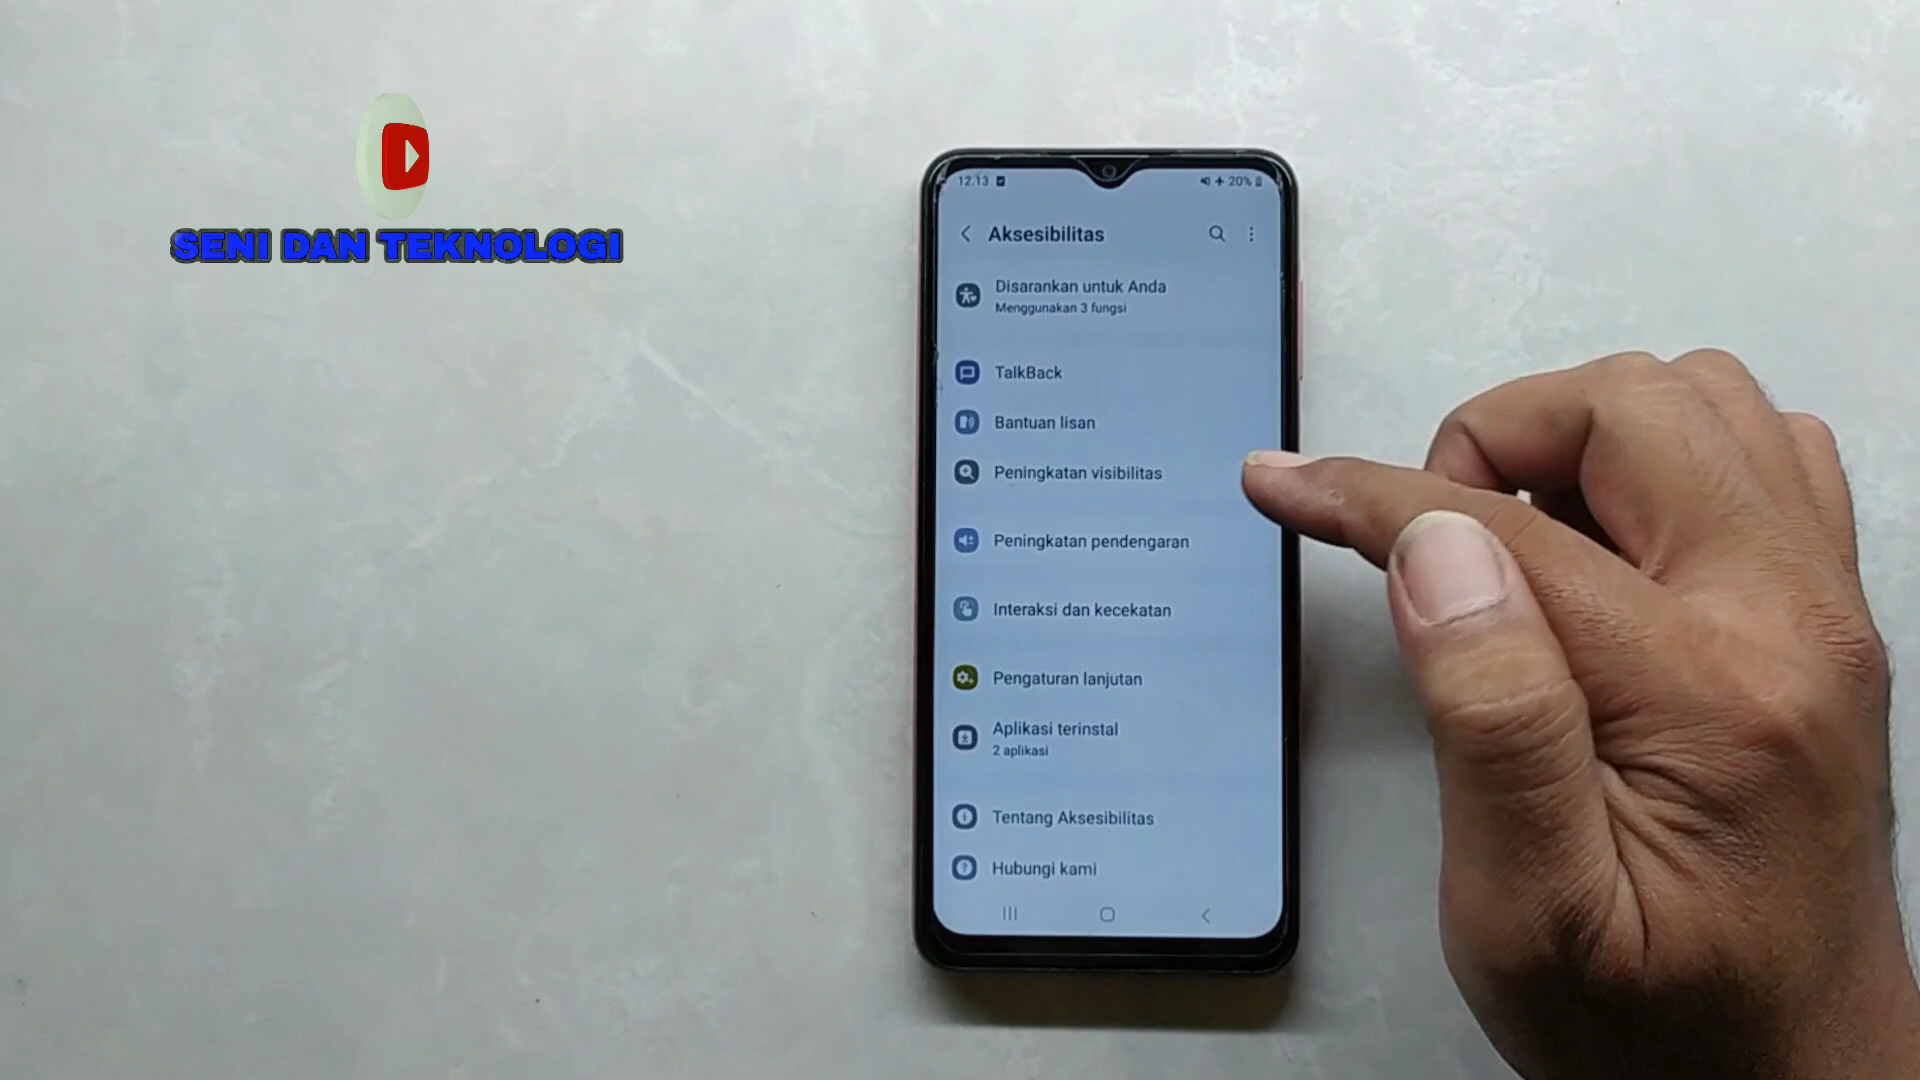 SENI DAN TEKNOLOGI
12.13
20%
Aksesibilitas
Disarankan untuk Anda
Menggunakan 3 fungsi
TalkBack
Bantuan lisan
Peningkatan visibilitas
Peningkatan pendengaran
Interaksi dan kecekatan
Pengaturan lanjutan
Aplikasi terinstal
2 aplikasi
Tentang Aksesibilitas
Hubungi kami